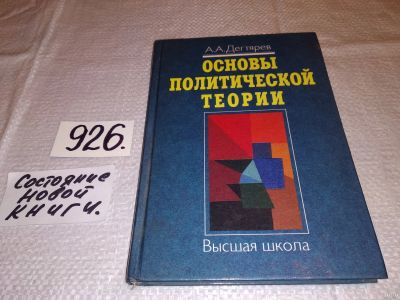 А.А. Дегтярев
ОСНОВЫ
ПОЛИТИЧЕСКОЙ
ТЕОРИИ
Высшая школа
926.
Состояние
новой
книги.